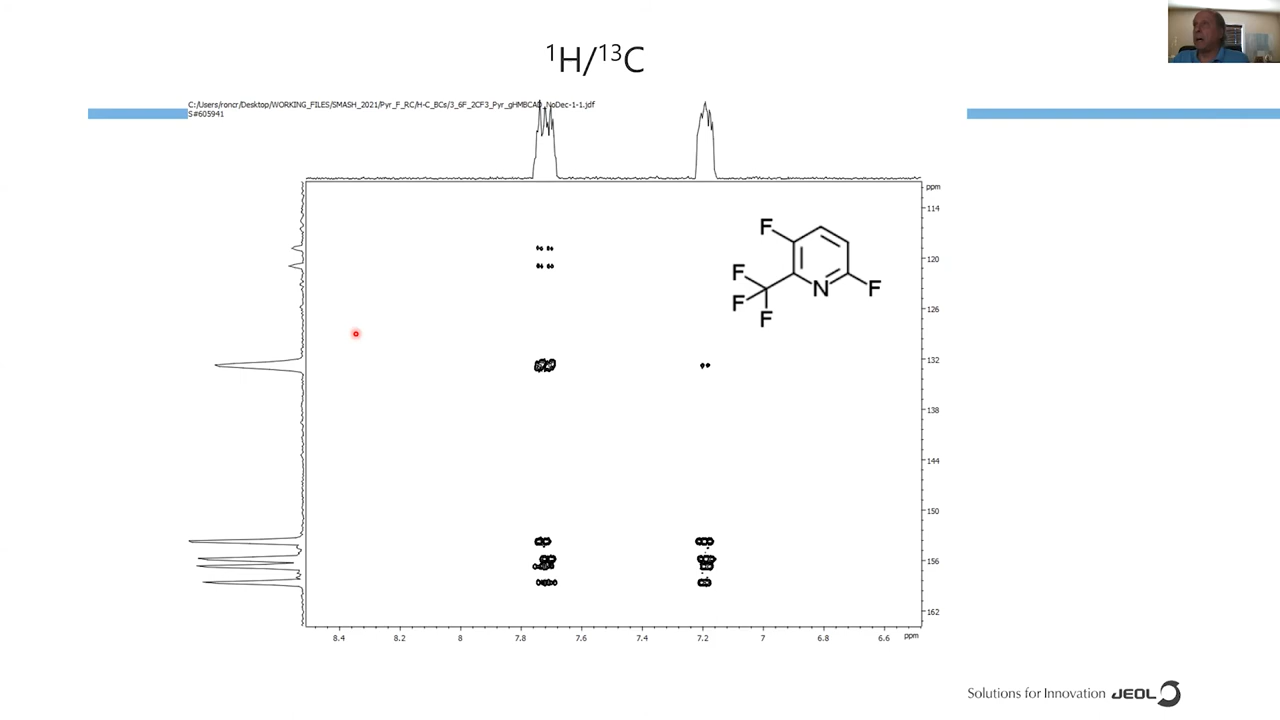 ¹H/¹³C
C:/Users/roncr/Desktop/WORKING_FILES/SMASH_2021/Pyr_F_RC/H-C_BCs/3_6F_2CF3_Pyr_gHMBCAD_NoDec-1-1.jdf
S#605941
ppm
114
120
126
132
138
144
150
156
162
F
F
F
F
N
F
8.4
8.2
8
7.8
7.6
7.4
7.2
7
6.8
6.6
ppm
Solutions for Innovation JEOL